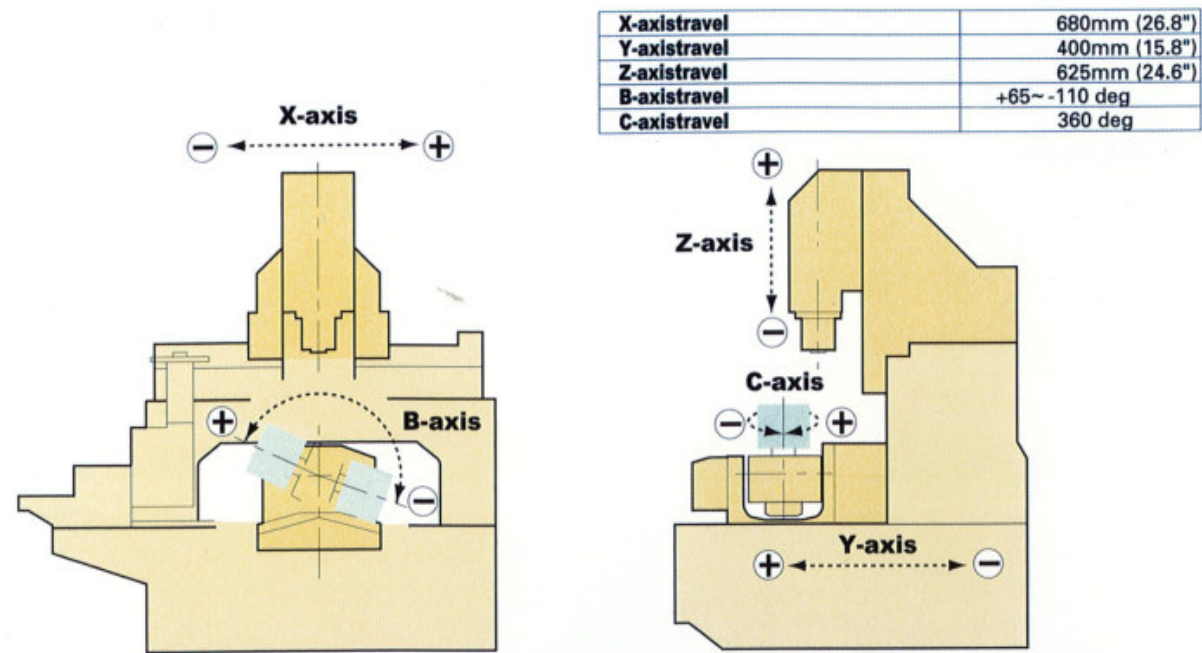 X-axistravel 680mm (26.8")
Y-axistravel 400mm (15.8")
Z-axistravel 625mm (24.6")
B-axistravel +65~-110 deg
C-axistravel 360 deg
X-axis
− +
+
Z-axis
−
C-axis
− +
+ B-axis
−
Y-axis
+ −